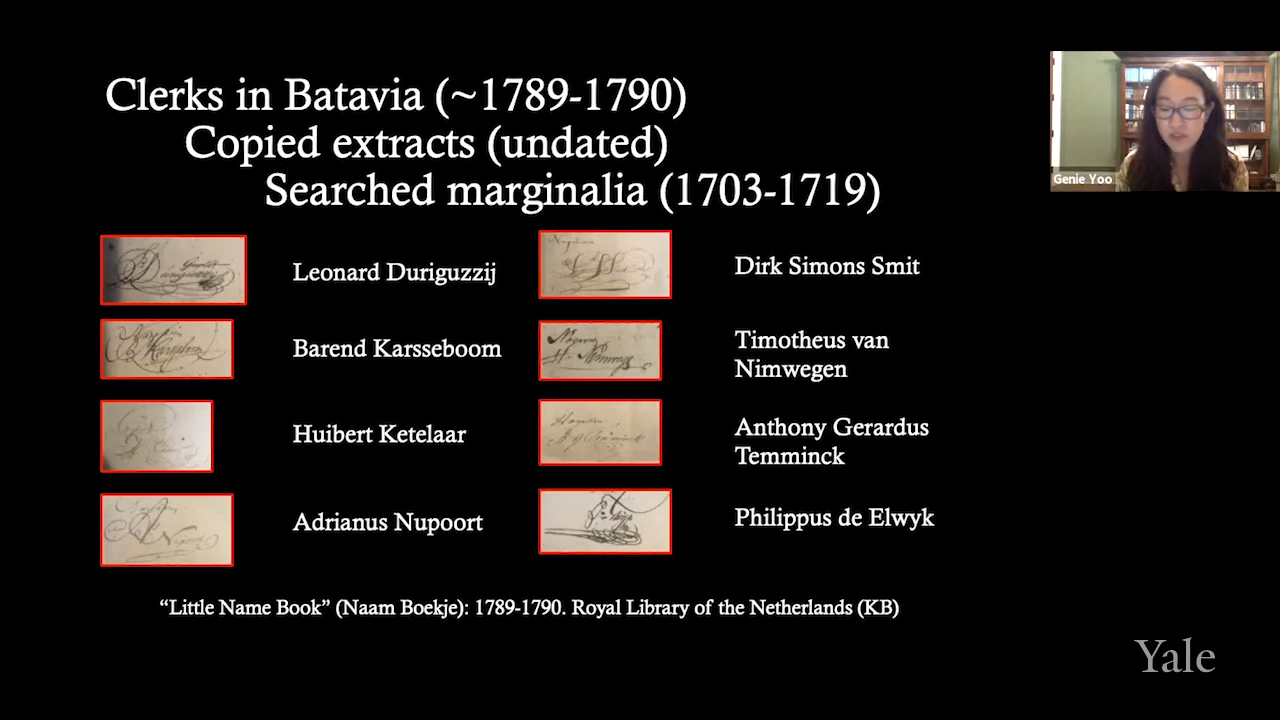 Clerks in Batavia (~1789-1790)
Copied extracts (undated)
Searched marginalia (1703-1719)
Genie Yoo
Leonard Duriguzzij
Barend Karsseboom
Huibert Ketelaar
Adrianus Nupoort
Dirk Simons Smit
Timotheus van
Nimwegen
Anthony Gerardus
Temminck
Philippus de Elwyk
“Little Name Book” (Naam Boekje): 1789-1790. Royal Library of the Netherlands (KB)
Yale